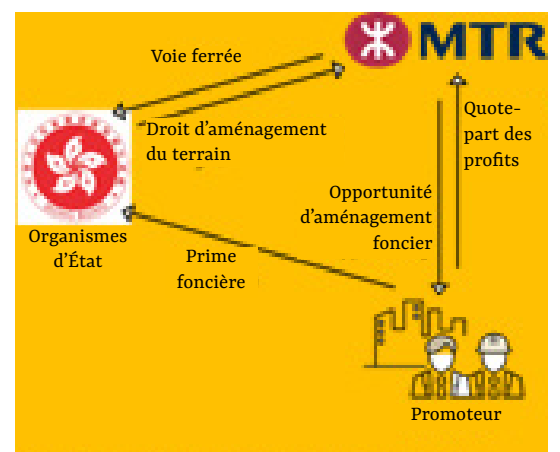 MTR
Voie ferrée
Droit d’aménagement
du terrain
Quote-
part des
profits
Opportunité
d’aménagement
foncier
Organismes
d’État
Prime
foncière
Promoteur